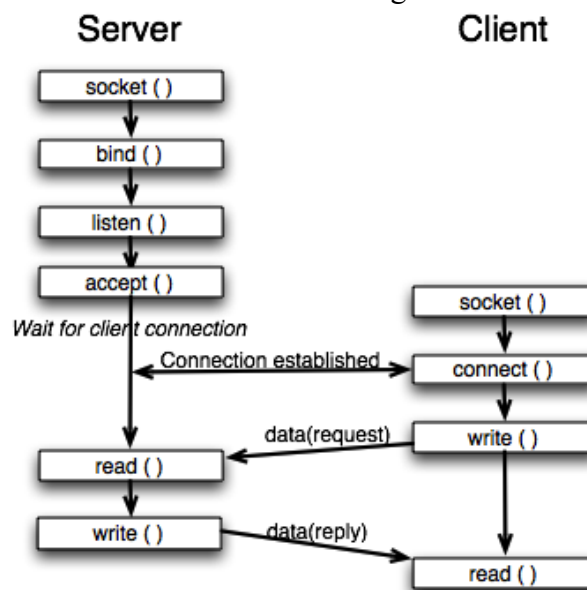 Server
Client
socket ( )
bind ( )
listen ( )
accept ( )
socket ( )
Wait for client connection
Connection established
connect ( )
data(request)
write ( )
read ( )
write ( )
data(reply)
read ( )